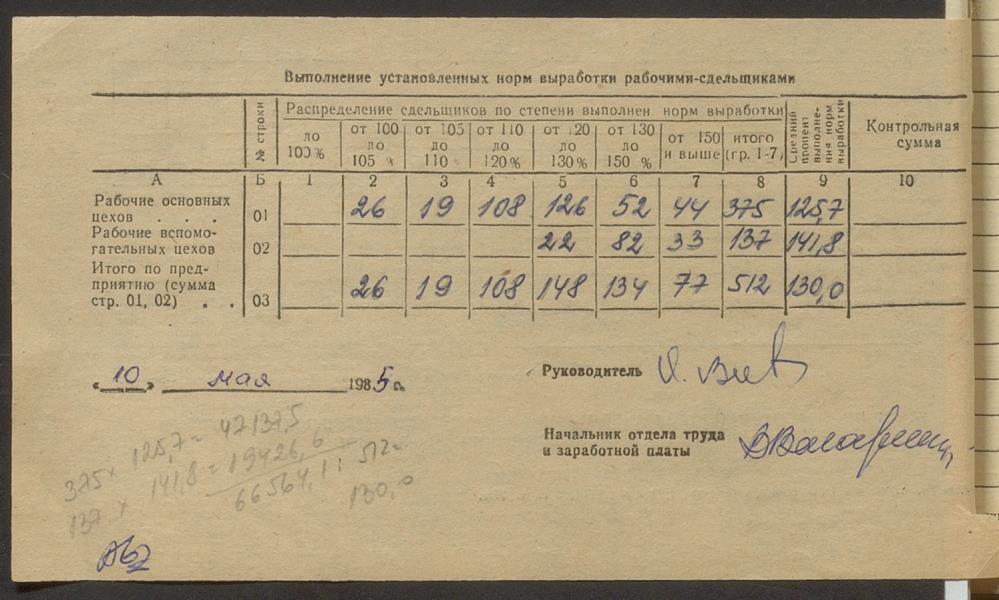 Выполнение установленных норм выработки рабочими-сдельщиками
№ строки
Распределение сдельщиков по степени выполнен норм выработки
Средний процент выполнения норм выработки
Контрольная сумма
до 100% от 100 до 105 % от 105 до 110 % от 110 до 120% от 120 до 130% от 130 до 150 % от 150 и выше итого (гр. 1-7)
А Б 1 2 3 4 5 6 7 8 9 10
Рабочие основных
цехов . . . 01 26 19 108 126 52 44 375 125,7
Рабочие вспомо-
гательных цехов 02 22 82 33 137 141,8
Итого по пред-
приятию (сумма
стр. 01, 02) . . 03 26 19 108 148 134 77 512 130,0
«10» мая 1985 г.
Руководитель
Начальник отдела труда
и заработной платы
375 × 125,7 = 47137,5
137 × 141,8 = 19426,6
66564,1 : 512 =
130,0